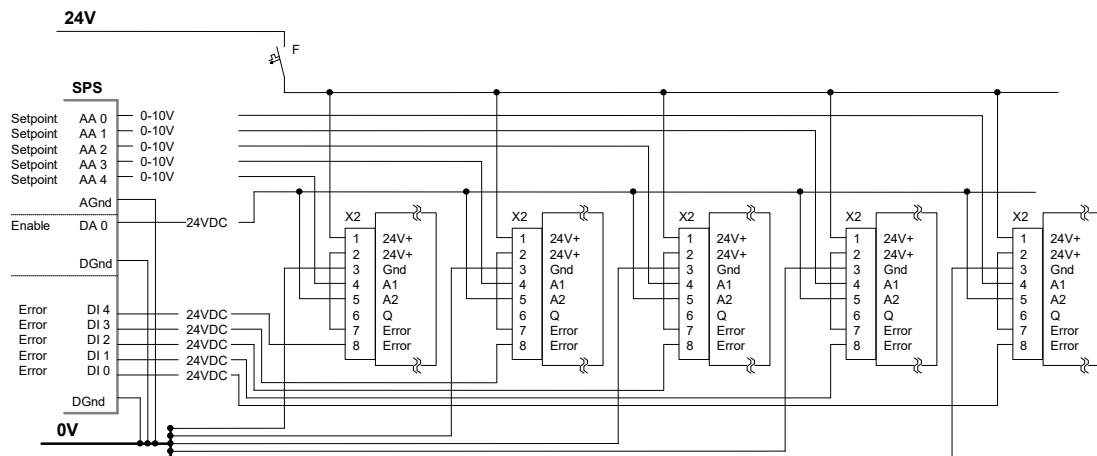 24V
F
SPS
Setpoint AA 0 0-10V
Setpoint AA 1 0-10V
Setpoint AA 2 0-10V
Setpoint AA 3 0-10V
Setpoint AA 4 0-10V
AGnd
Enable DA 0 24VDC
DGnd
Error DI 4 24VDC
Error DI 3 24VDC
Error DI 2 24VDC
Error DI 1 24VDC
Error DI 0 24VDC
DGnd
0V
X2
1 24V+
2 24V+
3 Gnd
4 A1
5 A2
6 Q
7 Error
8 Error
X2
1 24V+
2 24V+
3 Gnd
4 A1
5 A2
6 Q
7 Error
8 Error
X2
1 24V+
2 24V+
3 Gnd
4 A1
5 A2
6 Q
7 Error
8 Error
X2
1 24V+
2 24V+
3 Gnd
4 A1
5 A2
6 Q
7 Error
8 Error
X2
1 24V+
2 24V+
3 Gnd
4 A1
5 A2
6 Q
7 Error
8 Error